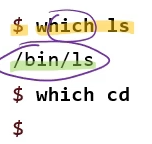 $ which ls
/bin/ls
$ which cd
$